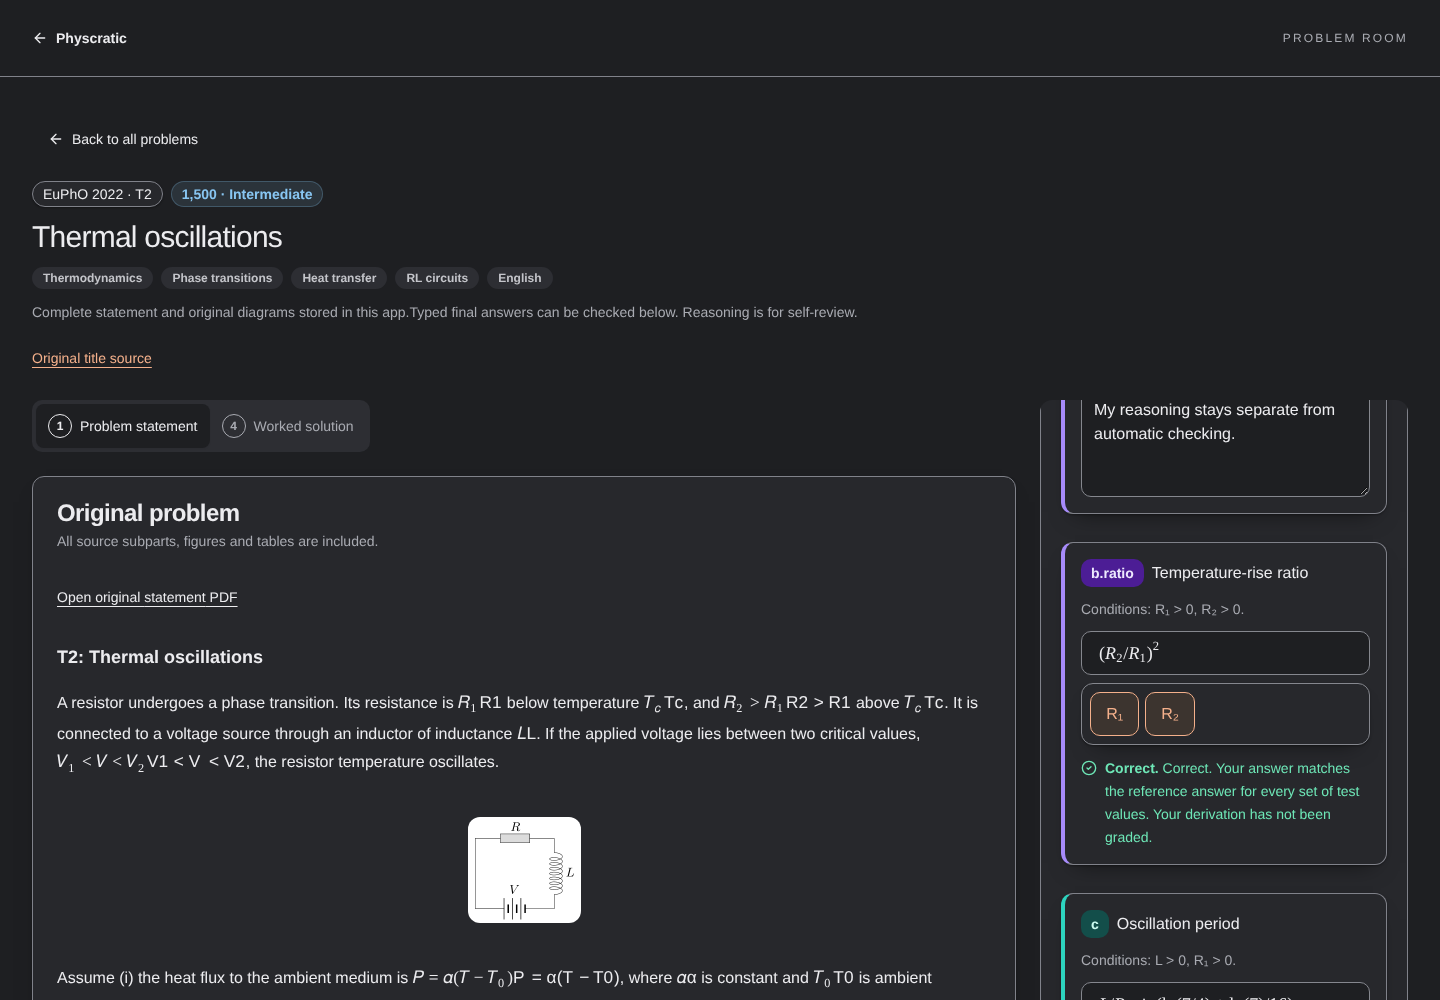 Physcratic
PROBLEM ROOM
Back to all problems
EuPhO 2022 · T2
1,500 · Intermediate
Thermal oscillations
Thermodynamics
Phase transitions
Heat transfer
RL circuits
English
Complete statement and original diagrams stored in this app.Typed final answers can be checked below. Reasoning is for self-review.
Original title source
1 Problem statement
4 Worked solution
Original problem
All source subparts, figures and tables are included.
Open original statement PDF
T2: Thermal oscillations
A resistor undergoes a phase transition. Its resistance is R₁ R1 below temperature T_c Tc, and R₂ > R₁ R2 > R1 above T_c Tc. It is
connected to a voltage source through an inductor of inductance LL. If the applied voltage lies between two critical values,
V₁ < V < V₂ V1 < V < V2, the resistor temperature oscillates.
R
L
V
Assume (i) the heat flux to the ambient medium is P = α(T − T₀)P = α(T − T0), where αα is constant and T₀ T0 is ambient
My reasoning stays separate from
automatic checking.
b.ratio Temperature-rise ratio
Conditions: R₁ > 0, R₂ > 0.
(R₂/R₁)²
R₁ R₂
Correct. Correct. Your answer matches
the reference answer for every set of test
values. Your derivation has not been
graded.
c Oscillation period
Conditions: L > 0, R₁ > 0.